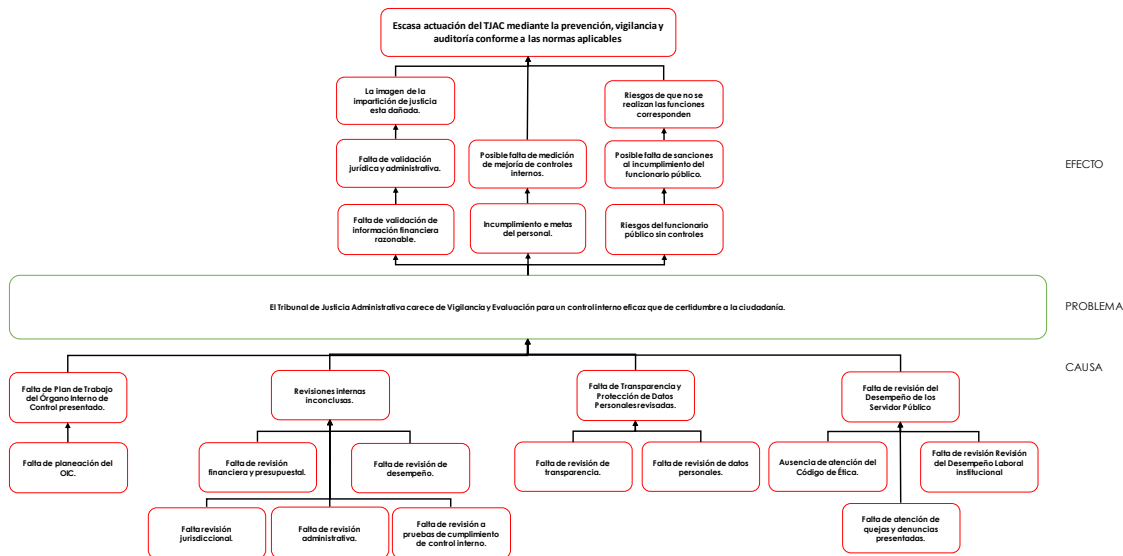 Escasa actuación del TJAC mediante la prevención, vigilancia y
auditoría conforme a las normas aplicables
La imagen de la
impartición de justicia
esta dañada.
Riesgos de que no se
realizan las funciones
corresponden
Falta de validación
jurídica y administrativa.
Posible falta de medición
de mejoría de controles
internos.
Posible falta de sanciones
al incumplimiento del
funcionario público.
EFECTO
Falta de validación de
información financiera
razonable.
Incumplimiento e metas
del personal.
Riesgos del funcionario
público sin controles
El Tribunal de Justicia Administrativa carece de Vigilancia y Evaluación para un control interno eficaz que de certidumbre a la ciudadanía.
PROBLEMA
CAUSA
Falta de Plan de Trabajo
del Órgano Interno de
Control presentado.
Revisiones internas
inconclusas.
Falta de Transparencia y
Protección de Datos
Personales revisadas.
Falta de revisión del
Desempeño de los
Servidor Público
Falta de planeación del
OIC.
Falta de revisión
financiera y presupuestal.
Falta de revisión de
desempeño.
Falta de revisión de
transparencia.
Falta de revisión de datos
personales.
Ausencia de atención del
Código de Ética.
Falta de revisión Revisión
del Desempeño Laboral
institucional
Falta revisión
jurisdiccional.
Falta de revisión
administrativa.
Falta de revisión a
pruebas de cumplimiento
de control interno.
Falta de atención de
quejas y denuncias
presentadas.